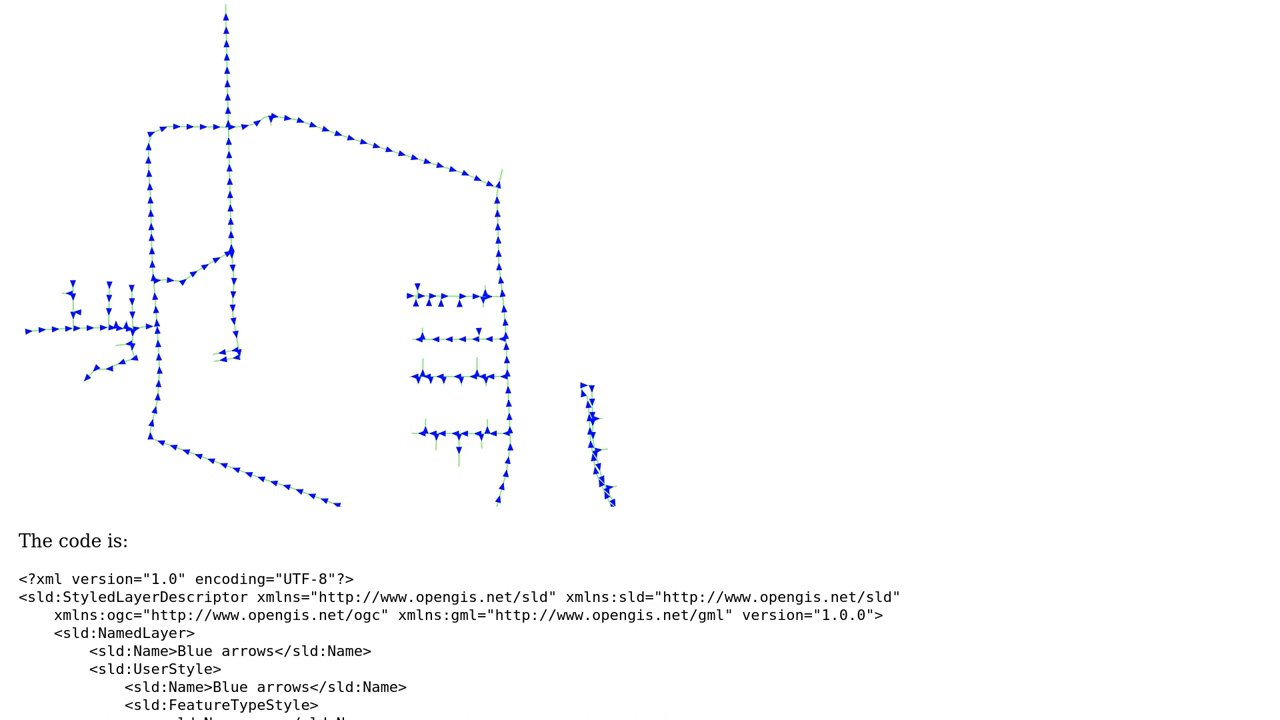 The code is:
<?xml version="1.0" encoding="UTF-8"?>
<sld:StyledLayerDescriptor xmlns="http://www.opengis.net/sld" xmlns:sld="http://www.opengis.net/sld"
    xmlns:ogc="http://www.opengis.net/ogc" xmlns:gml="http://www.opengis.net/gml" version="1.0.0">
    <sld:NamedLayer>
        <sld:Name>Blue arrows</sld:Name>
        <sld:UserStyle>
            <sld:Name>Blue arrows</sld:Name>
            <sld:FeatureTypeStyle>